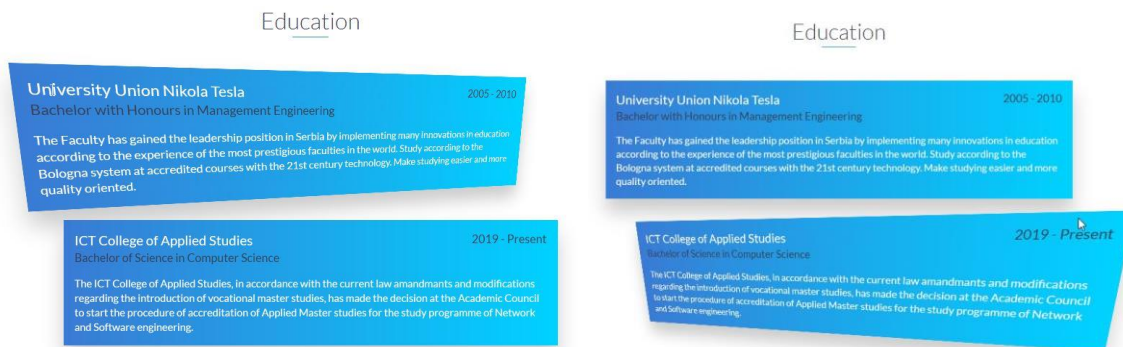 Education
University Union Nikola Tesla
2005 - 2010
Bachelor with Honours in Management Engineering
The Faculty has gained the leadership position in Serbia by implementing many innovations in education
according to the experience of the most prestigious faculties in the world. Study according to the
Bologna system at accredited courses with the 21st century technology. Make studying easier and more
quality oriented.
ICT College of Applied Studies
2019 - Present
Bachelor of Science in Computer Science
The ICT College of Applied Studies, in accordance with the current law amandmants and modifications
regarding the introduction of vocational master studies, has made the decision at the Academic Council
to start the procedure of accreditation of Applied Master studies for the study programme of Network
and Software engineering.
Education
University Union Nikola Tesla
2005 - 2010
Bachelor with Honours in Management Engineering
The Faculty has gained the leadership position in Serbia by implementing many innovations in education
according to the experience of the most prestigious faculties in the world. Study according to the
Bologna system at accredited courses with the 21st century technology. Make studying easier and more
quality oriented.
ICT College of Applied Studies
2019 - Present
Bachelor of Science in Computer Science
The ICT College of Applied Studies, in accordance with the current law amandmants and modifications
regarding the introduction of vocational master studies, has made the decision at the Academic Council
to start the procedure of accreditation of Applied Master studies for the study programme of Network
and Software engineering.